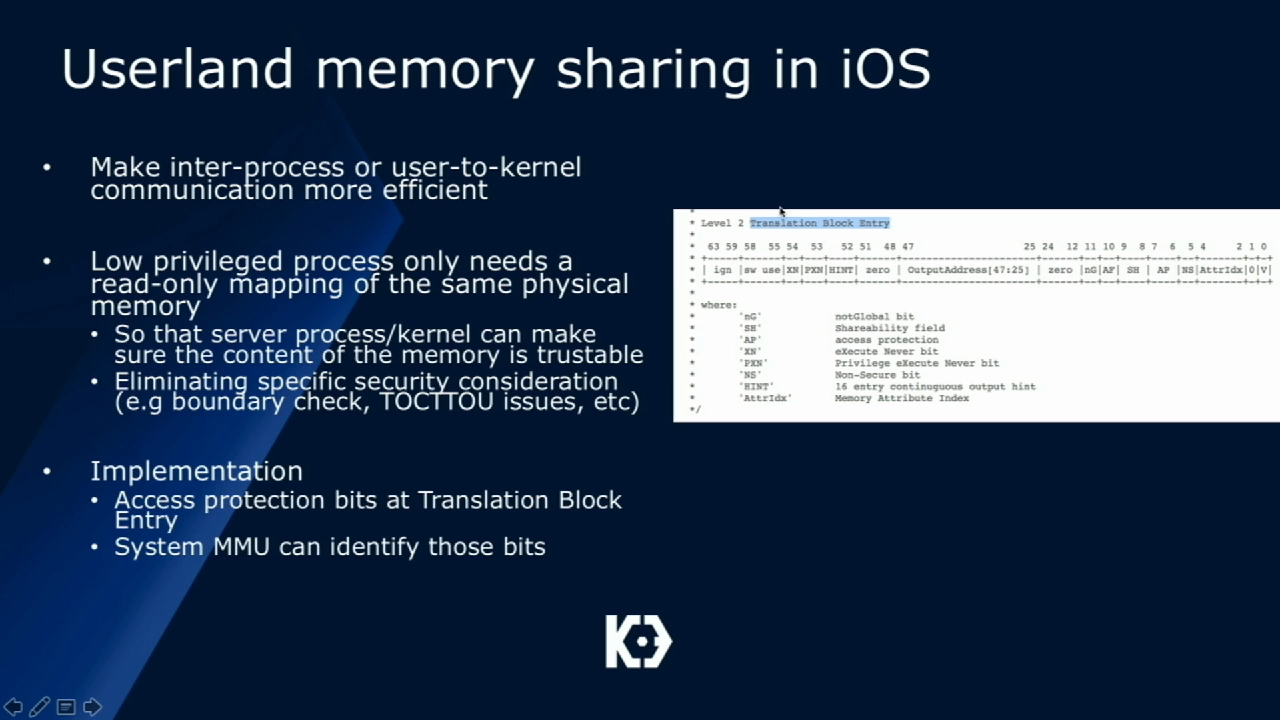 Userland memory sharing in iOS
• Make inter-process or user-to-kernel
communication more efficient
• Low privileged process only needs a
read-only mapping of the same physical
memory
• So that server process/kernel can make
sure the content of the memory is trustable
• Eliminating specific security consideration
(e.g boundary check, TOCTTOU issues, etc)
• Implementation
• Access protection bits at Translation Block
Entry
• System MMU can identify those bits
*
* Level 2 Translation Block Entry
*
* 63 59 58 55 54 53 52 51 48 47 25 24 12 11 10 9 8 7 6 5 4 2 1 0
* +-----+------+--+---+----+------+----------------------+------+--+--+----+----+--+-------+-+-+
* | ign |sw use|XN|PXN|HINT| zero | OutputAddress[47:25] | zero |nG|AF| SH | AP |NS|AttrIdx|0|V|
* +-----+------+--+---+----+------+----------------------+------+--+--+----+----+--+-------+-+-+
*
* where:
* 'nG' notGlobal bit
* 'SH' Shareability field
* 'AP' access protection
* 'XN' eXecute Never bit
* 'PXN' Privilege eXecute Never bit
* 'NS' Non-Secure bit
* 'HINT' 16 entry continuguous output hint
* 'AttrIdx' Memory Attribute Index
*/